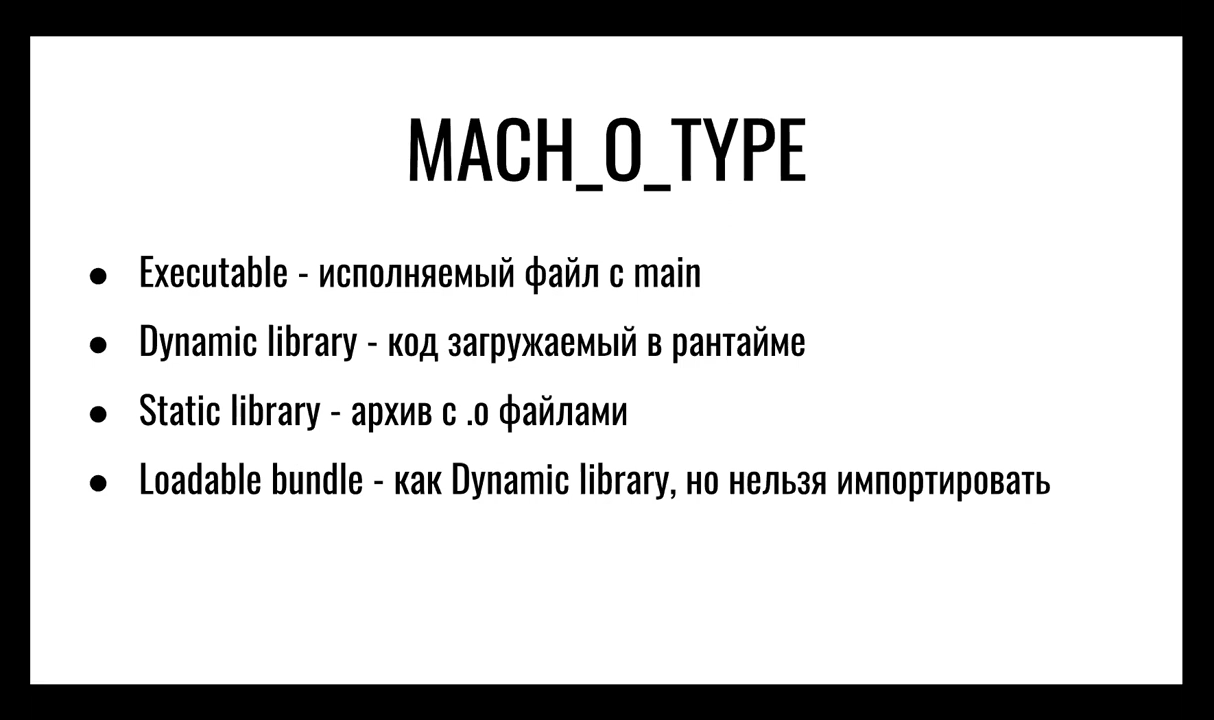 MACH_O_TYPE
● Executable - исполняемый файл с main
● Dynamic library - код загружаемый в рантайме
● Static library - архив с .o файлами
● Loadable bundle - как Dynamic library, но нельзя импортировать